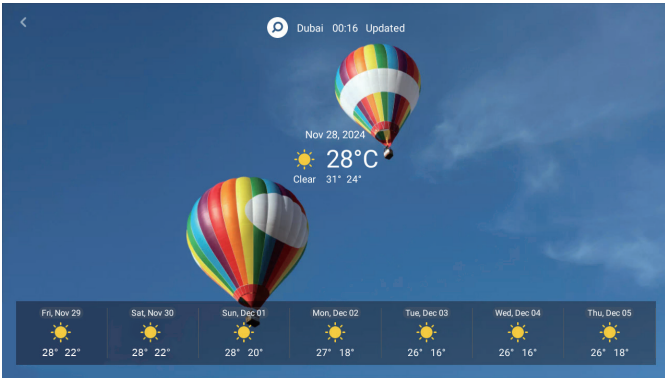 Dubai 00:16 Updated
Nov 28, 2024
28°C
Clear 31° 24°
Fri, Nov 29 Sat, Nov 30 Sun, Dec 01 Mon, Dec 02 Tue, Dec 03 Wed, Dec 04 Thu, Dec 05
28° 22° 28° 22° 28° 20° 27° 18° 26° 16° 26° 16° 26° 18°